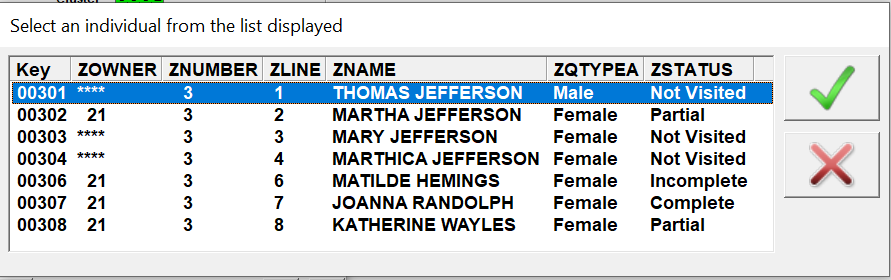 Select an individual from the list displayed
Key ZOWNER ZNUMBER ZLINE ZNAME ZQTYPEA ZSTATUS
00301 **** 3 1 THOMAS JEFFERSON Male Not Visited
00302 21 3 2 MARTHA JEFFERSON Female Partial
00303 **** 3 3 MARY JEFFERSON Female Not Visited
00304 **** 3 4 MARTHICA JEFFERSON Female Not Visited
00306 21 3 6 MATILDE HEMINGS Female Incomplete
00307 21 3 7 JOANNA RANDOLPH Female Complete
00308 21 3 8 KATHERINE WAYLES Female Partial